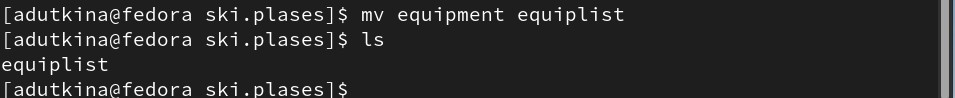 [adutkina@fedora ski.plases]$ mv equipment equiplist
[adutkina@fedora ski.plases]$ ls
equiplist
[adutkina@fedora ski.plases]$